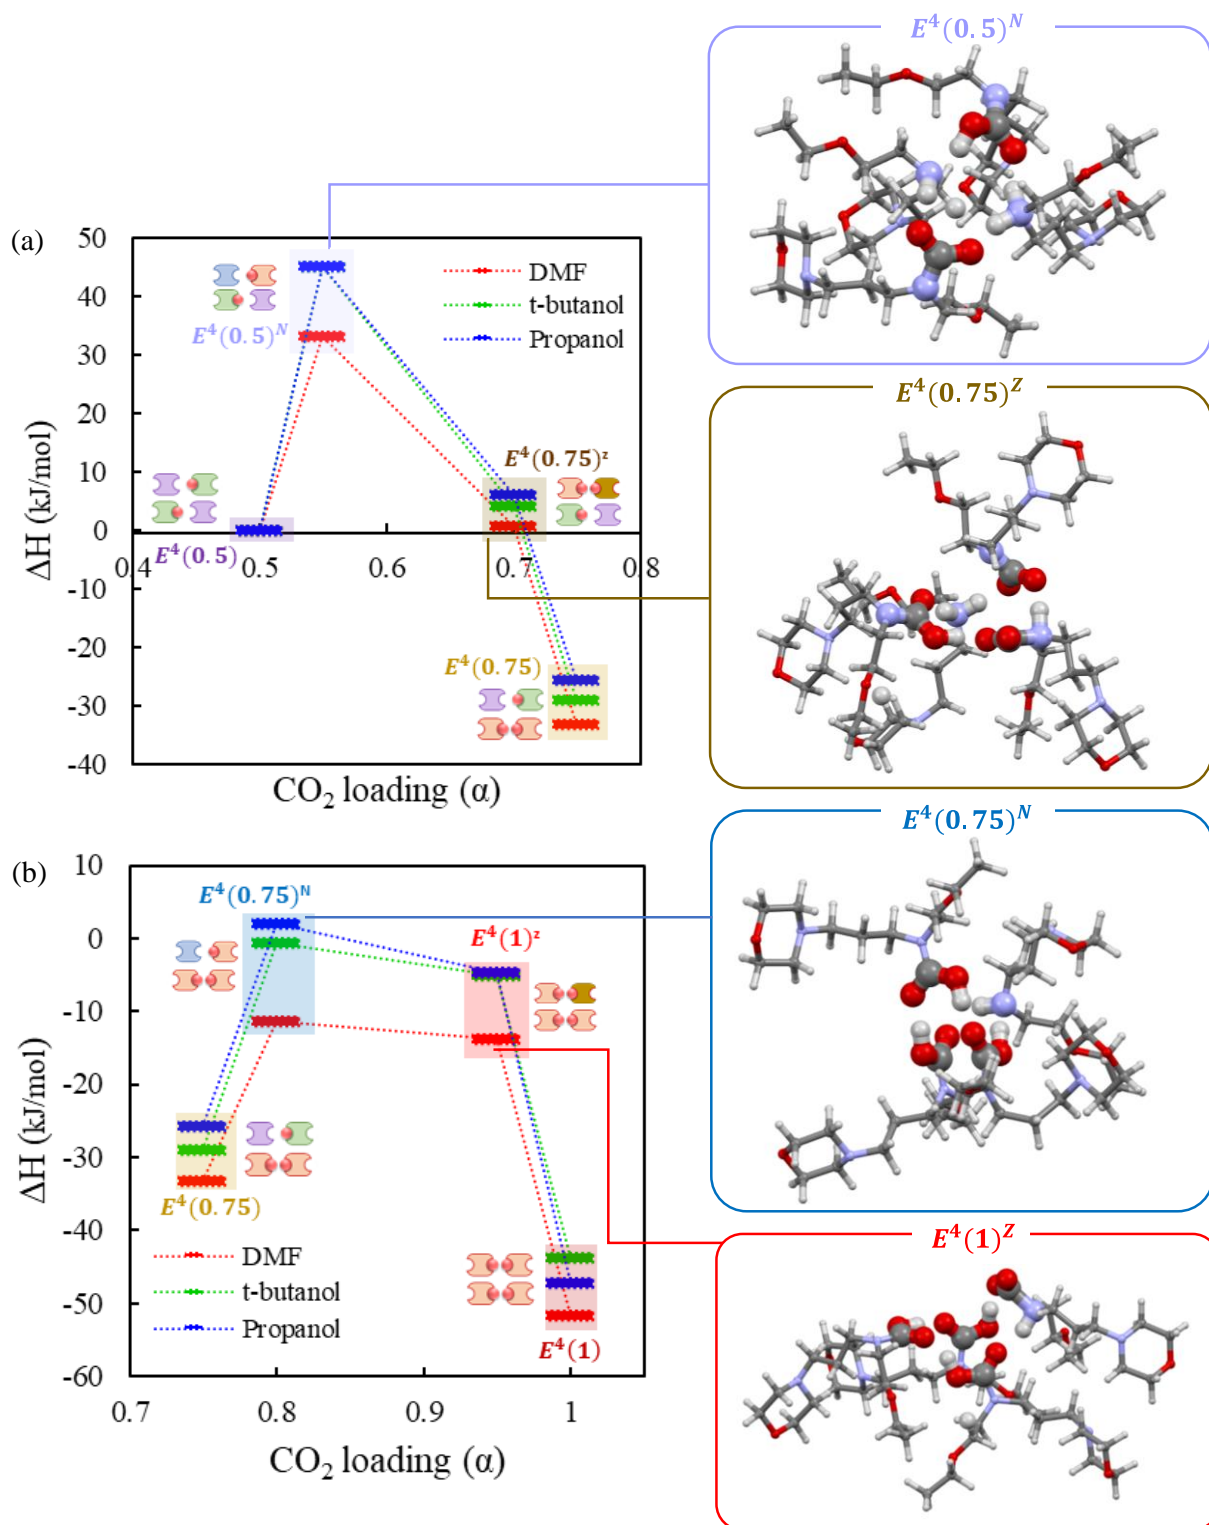 E⁴(0.5)ᴺ
(a)
50
40
30
20
10
0
-10
-20
-30
-40
ΔH (kJ/mol)
DMF
t-butanol
Propanol
E⁴(0.5)ᴺ
E⁴(0.75)ᶻ
E⁴(0.5)
E⁴(0.75)
0.4
0.5
0.6
0.7
0.8
CO₂ loading (α)
E⁴(0.75)ᶻ
E⁴(0.75)ᴺ
(b)
10
0
-10
-20
-30
-40
-50
-60
ΔH (kJ/mol)
E⁴(0.75)ᴺ
E⁴(1)ᶻ
E⁴(0.75)
DMF
t-butanol
Propanol
E⁴(1)
0.7
0.8
0.9
1
CO₂ loading (α)
E⁴(1)ᶻ